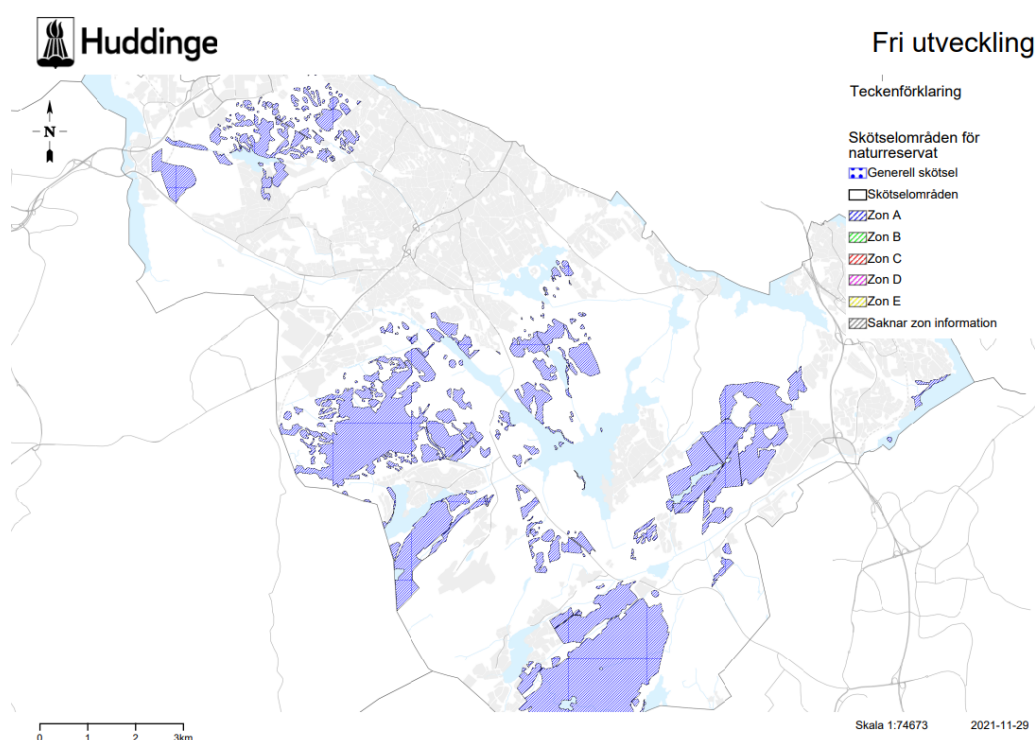 Huddinge
Fri utveckling
Teckenförklaring
N
Skötselområden för
naturreservat
Generell skötsel
Skötselområden
Zon A
Zon B
Zon C
Zon D
Zon E
Saknar zon information
0 1 2 3km
Skala 1:74673 2021-11-29